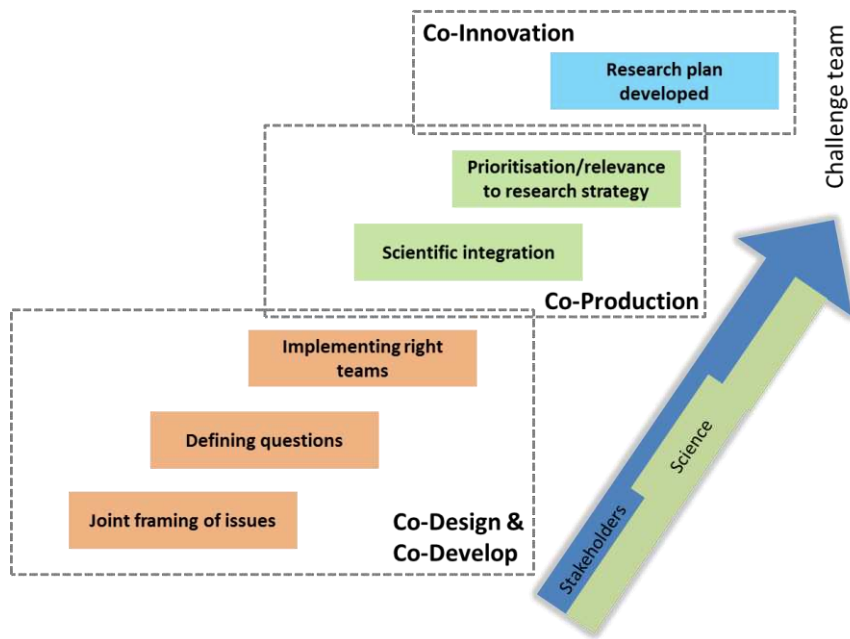 Co-Innovation
Research plan
developed
Challenge team
Prioritisation/relevance
to research strategy
Scientific integration
Co-Production
Implementing right
teams
Defining questions
Joint framing of issues
Co-Design &
Co-Develop
Science
Stakeholders